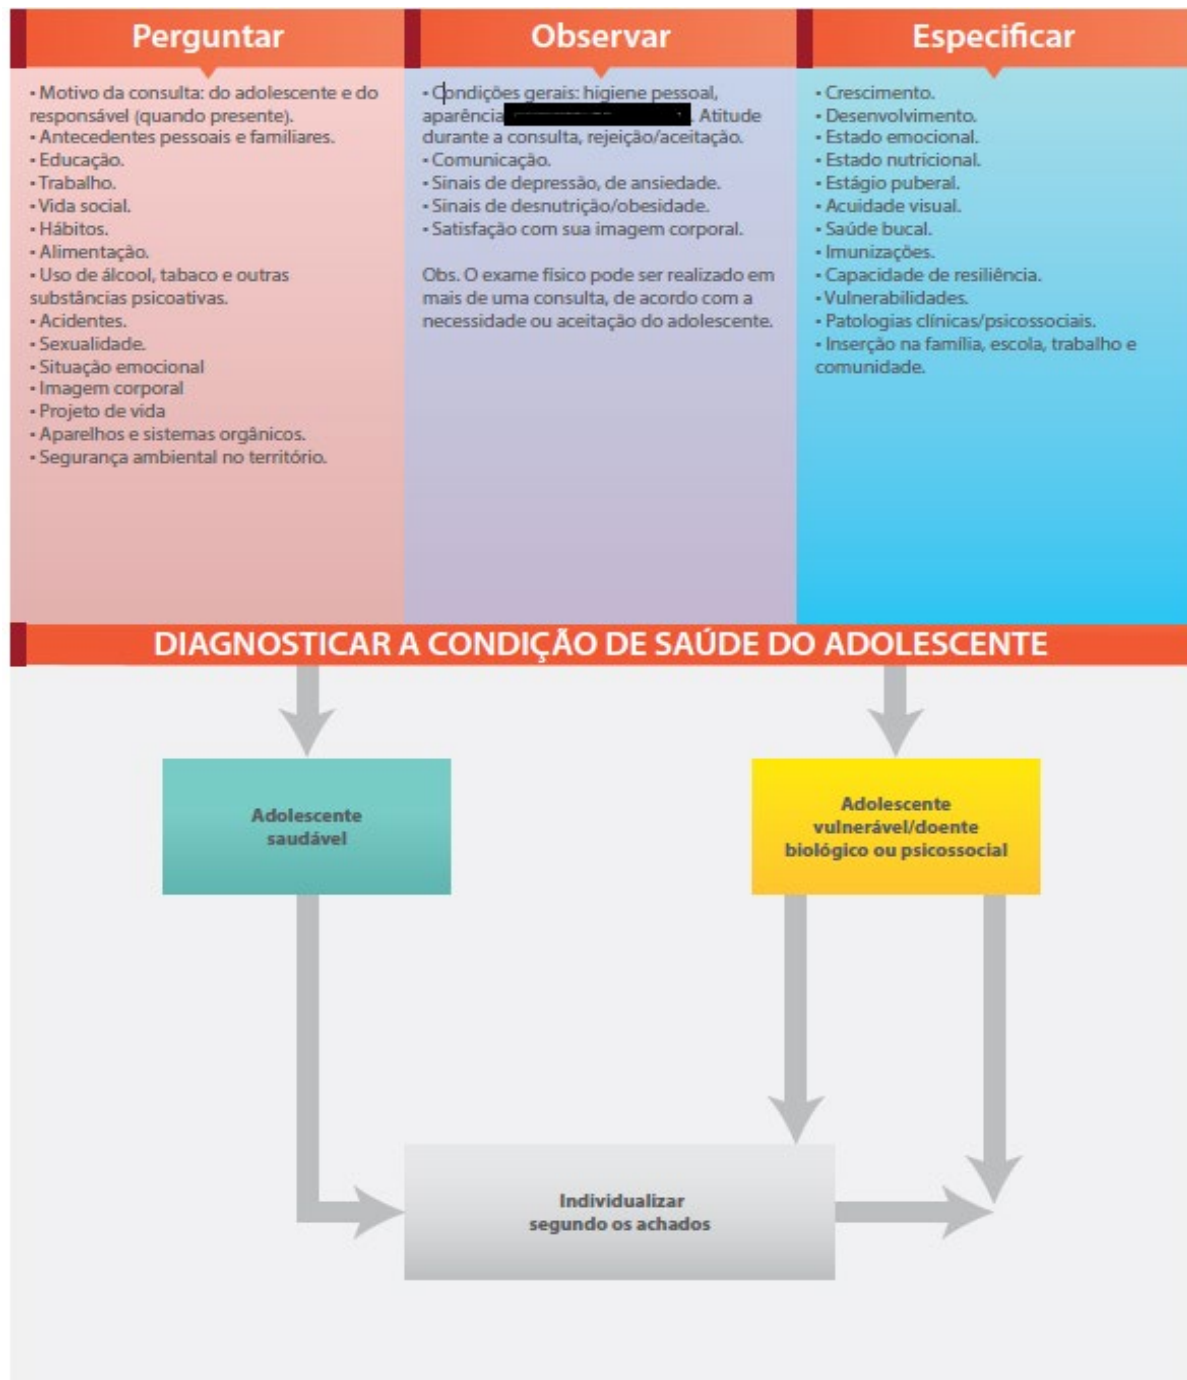 Perguntar
• Motivo da consulta: do adolescente e do
responsável (quando presente).
• Antecedentes pessoais e familiares.
• Educação.
• Trabalho.
• Vida social.
• Hábitos.
• Alimentação.
• Uso de álcool, tabaco e outras
substâncias psicoativas.
• Acidentes.
• Sexualidade.
• Situação emocional
• Imagem corporal
• Projeto de vida
• Aparelhos e sistemas orgânicos.
• Segurança ambiental no território.
Observar
• Condições gerais: higiene pessoal,
aparência . Atitude
durante a consulta, rejeição/aceitação.
• Comunicação.
• Sinais de depressão, de ansiedade.
• Sinais de desnutrição/obesidade.
• Satisfação com sua imagem corporal.
Obs. O exame físico pode ser realizado em
mais de uma consulta, de acordo com a
necessidade ou aceitação do adolescente.
Especificar
• Crescimento.
• Desenvolvimento.
• Estado emocional.
• Estado nutricional.
• Estágio puberal.
• Acuidade visual.
• Saúde bucal.
• Imunizações.
• Capacidade de resiliência.
• Vulnerabilidades.
• Patologias clínicas/psicossociais.
• Inserção na família, escola, trabalho e
comunidade.
DIAGNOSTICAR A CONDIÇÃO DE SAÚDE DO ADOLESCENTE
Adolescente
saudável
Adolescente
vulnerável/doente
biológico ou psicossocial
Individualizar
segundo os achados